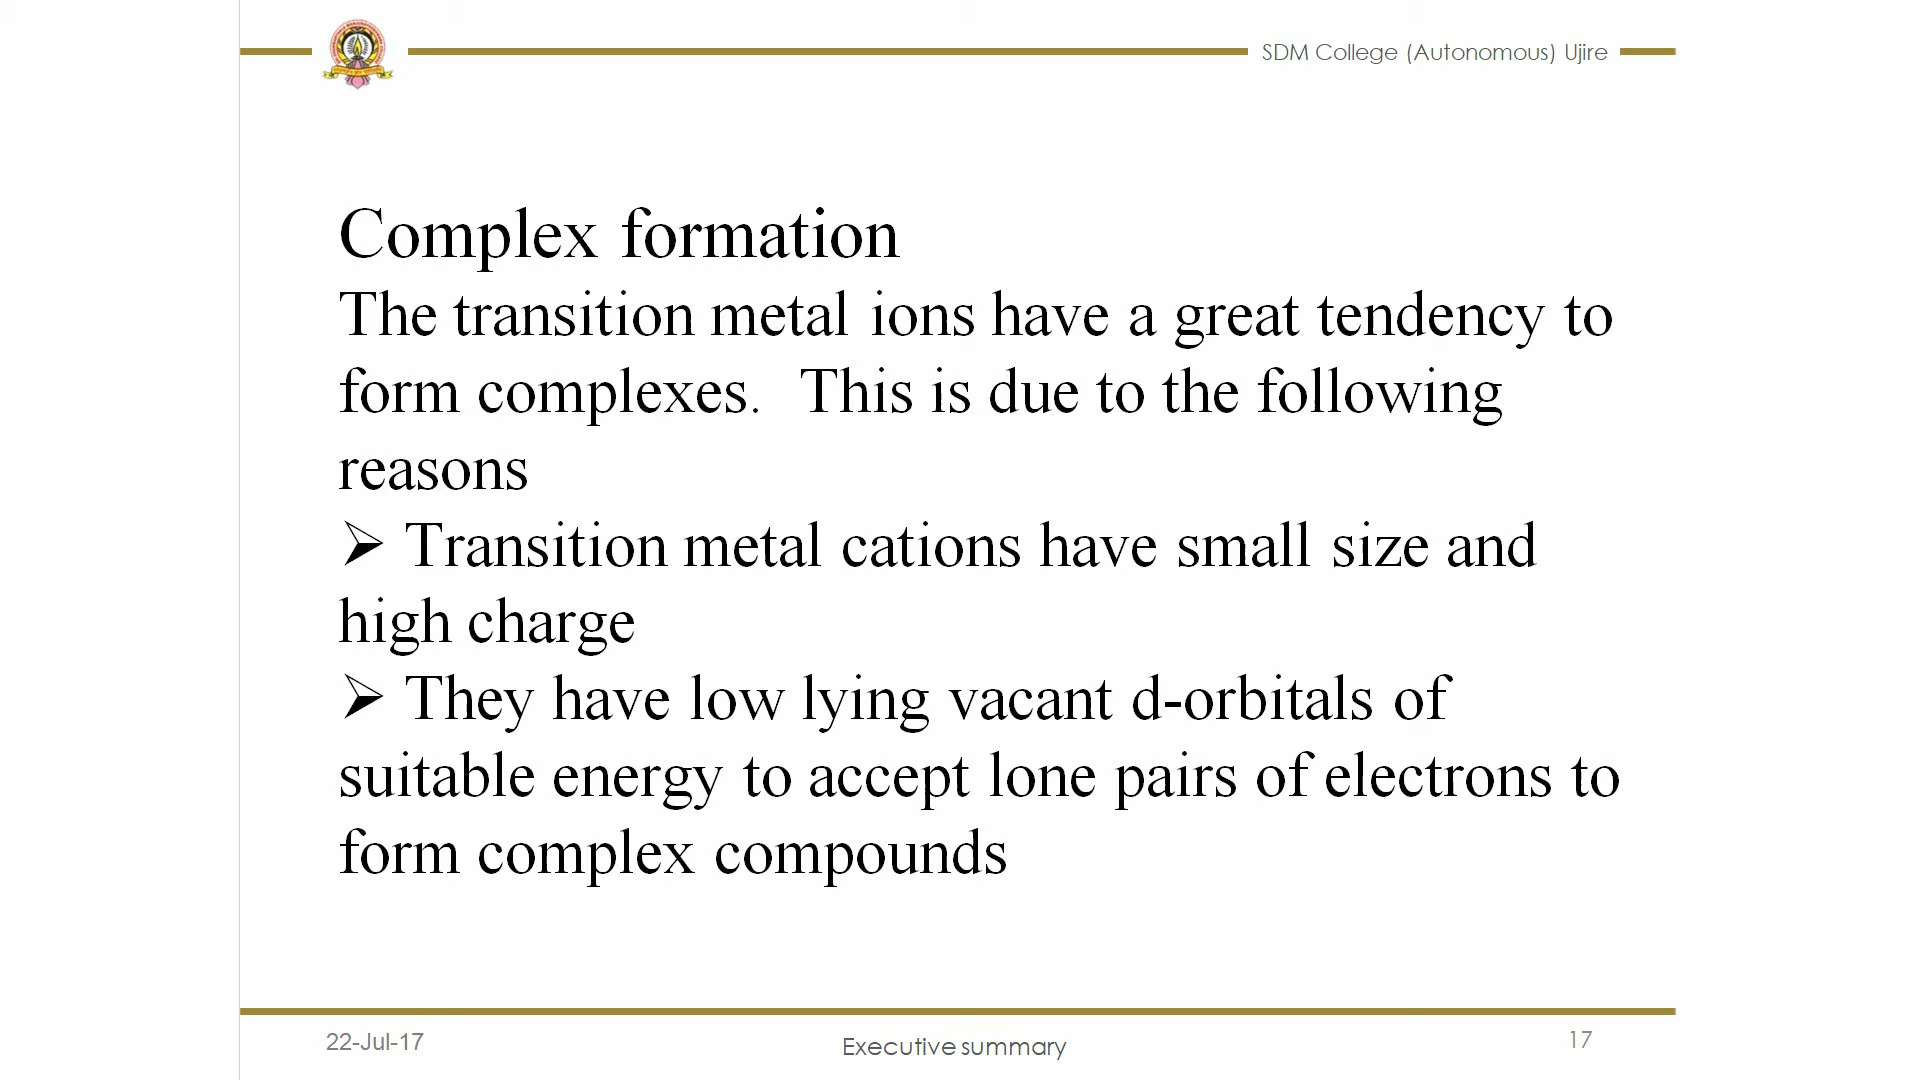 SDM College (Autonomous) Ujire
Complex formation
The transition metal ions have a great tendency to
form complexes. This is due to the following
reasons
➢ Transition metal cations have small size and
high charge
➢ They have low lying vacant d-orbitals of
suitable energy to accept lone pairs of electrons to
form complex compounds
22-Jul-17
Executive summary
17